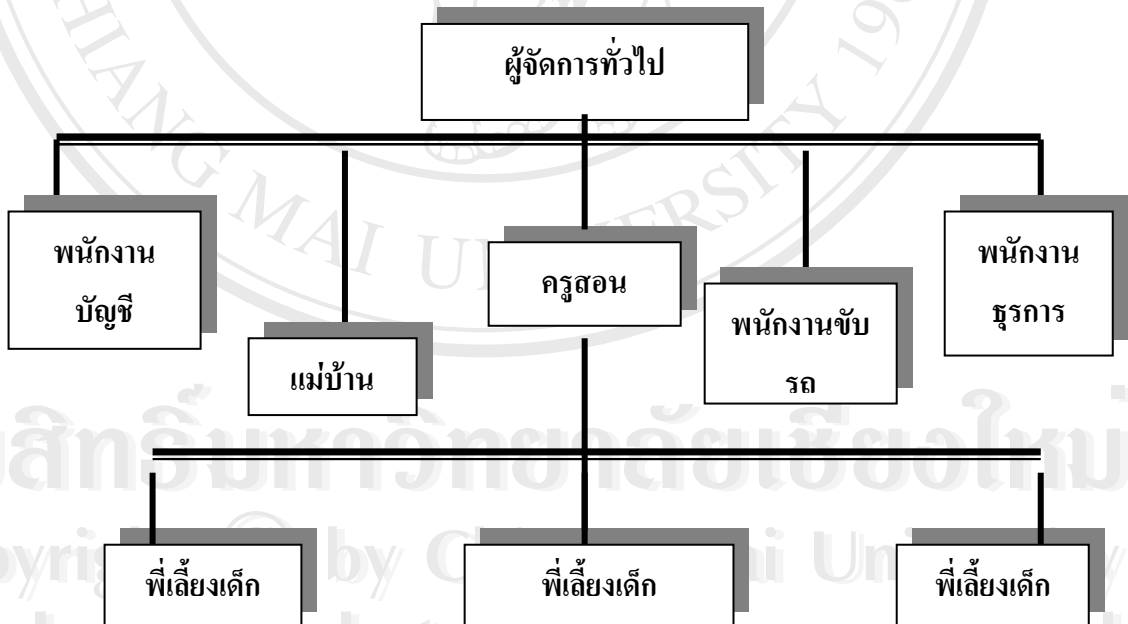 ผู้จัดการทั่วไป
พนักงาน
บัญชี
แม่บ้าน
ครูสอน
พนักงานขับ
รถ
พนักงาน
ธุรการ
พี่เลี้ยงเด็ก
พี่เลี้ยงเด็ก
พี่เลี้ยงเด็ก